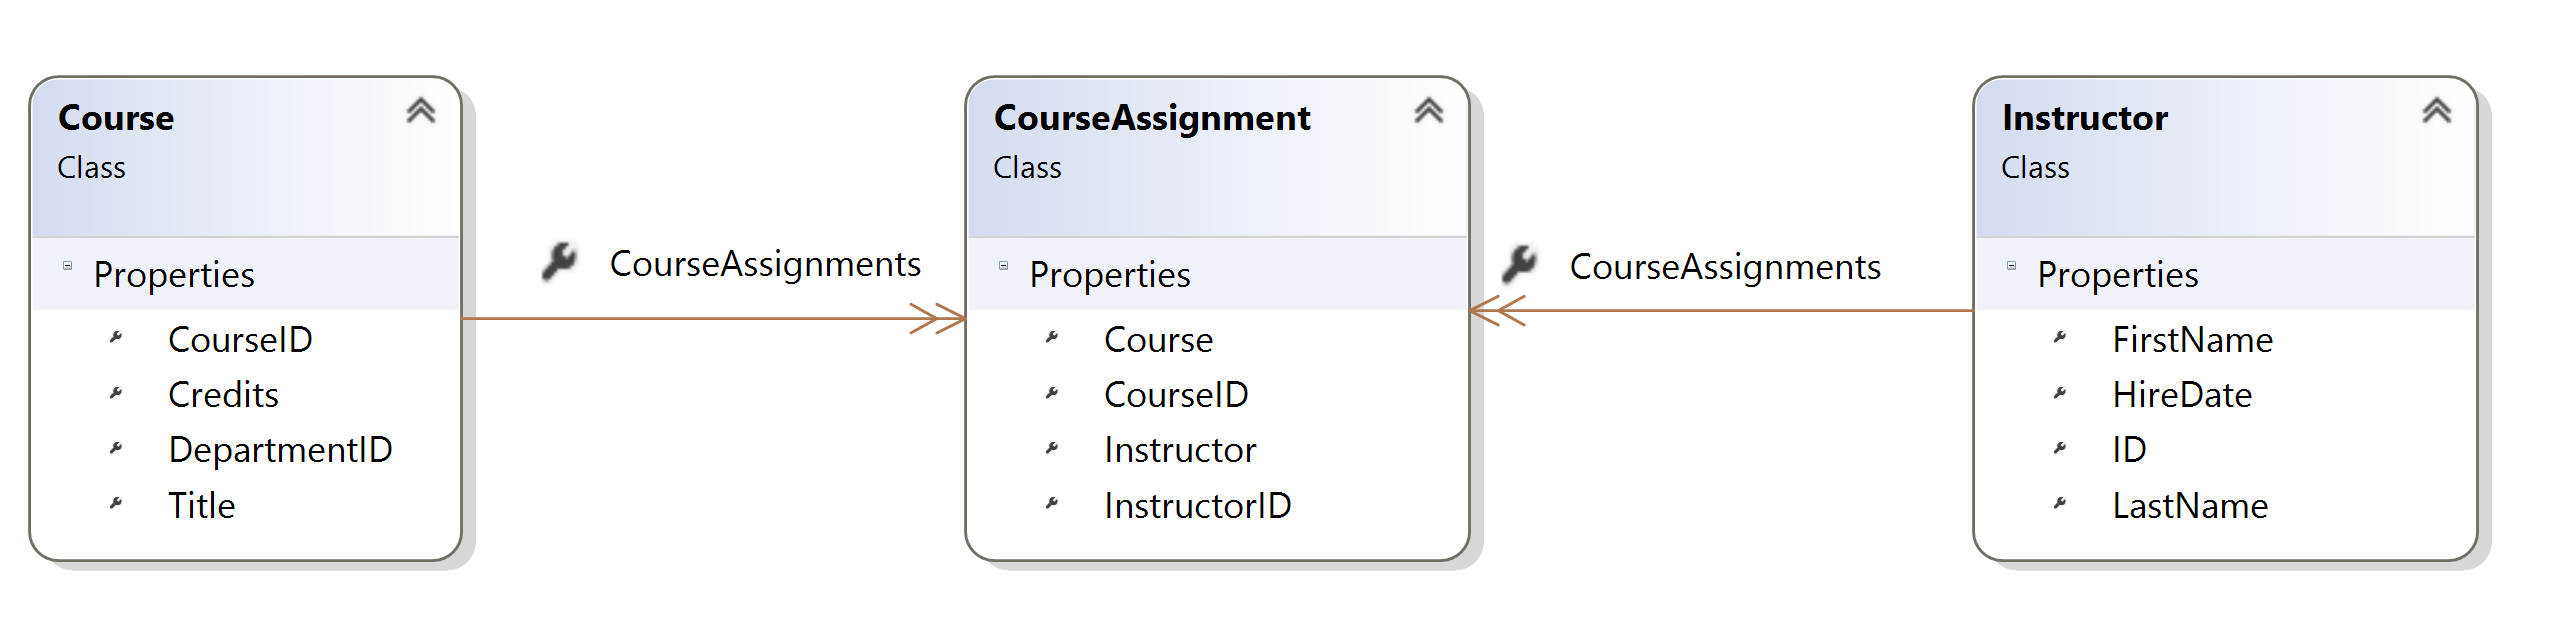 Course
Class
Properties
CourseID
Credits
DepartmentID
Title
CourseAssignments
CourseAssignment
Class
Properties
Course
CourseID
Instructor
InstructorID
CourseAssignments
Instructor
Class
Properties
FirstName
HireDate
ID
LastName